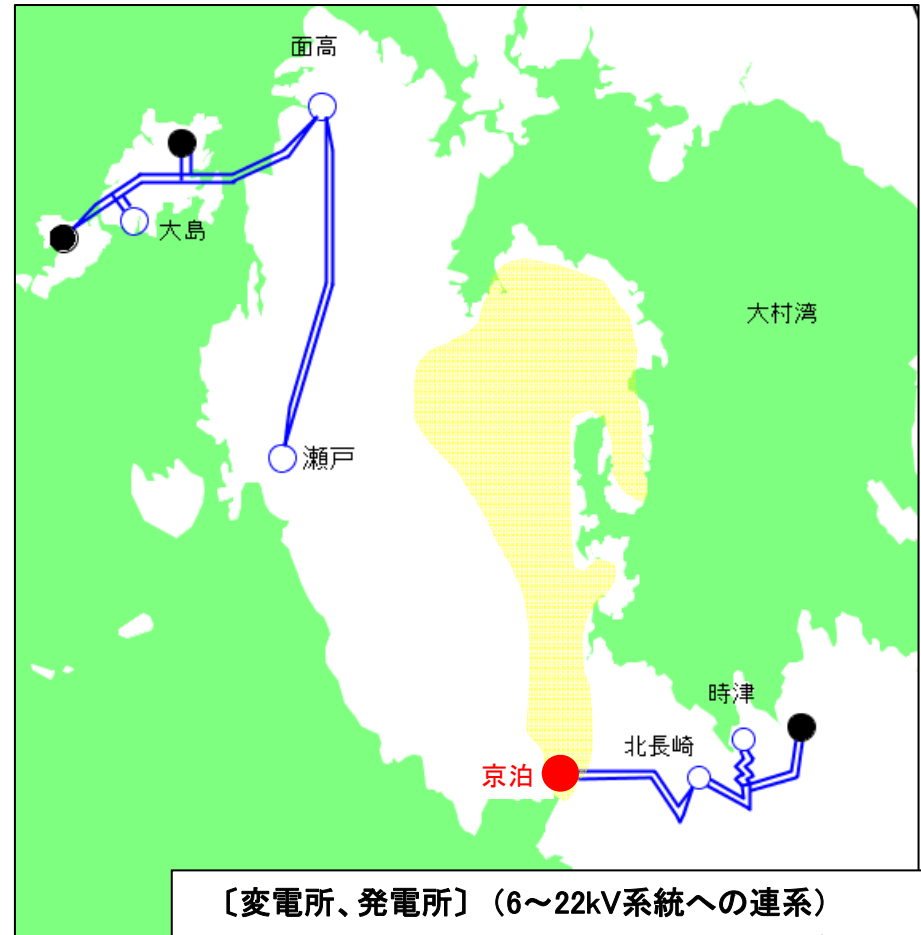 面高
大島
大村湾
瀬戸
時津
北長崎
京泊
〔変電所、発電所〕（6～22kV系統への連系）